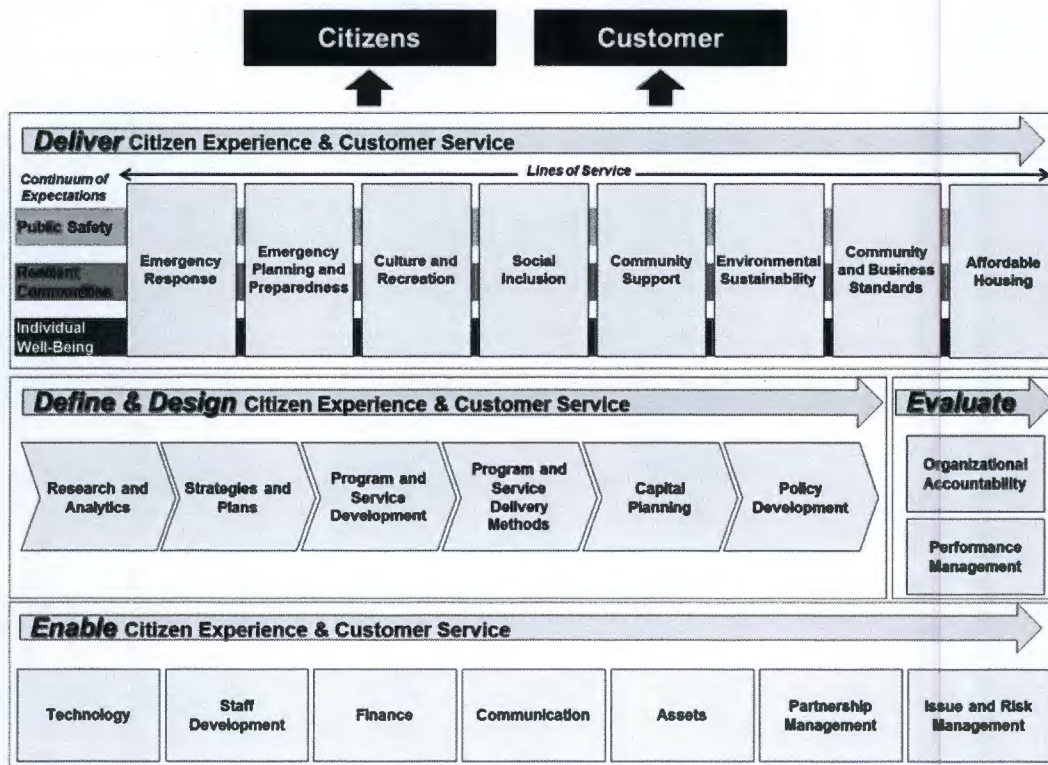 Citizens
Customer
Deliver Citizen Experience & Customer Service
Continuum of
Expectations
Lines of Service
Public Safety
Resilient
Communities
Individual
Well-Being
Emergency
Response
Emergency
Planning and
Preparedness
Culture and
Recreation
Social
Inclusion
Community
Support
Environmental
Sustainability
Community
and Business
Standards
Affordable
Housing
Define & Design Citizen Experience & Customer Service
Evaluate
Research and
Analytics
Strategies and
Plans
Program and
Service
Development
Program and
Service
Delivery
Methods
Capital
Planning
Policy
Development
Organizational
Accountability
Performance
Management
Enable Citizen Experience & Customer Service
Technology
Staff
Development
Finance
Communication
Assets
Partnership
Management
Issue and Risk
Management